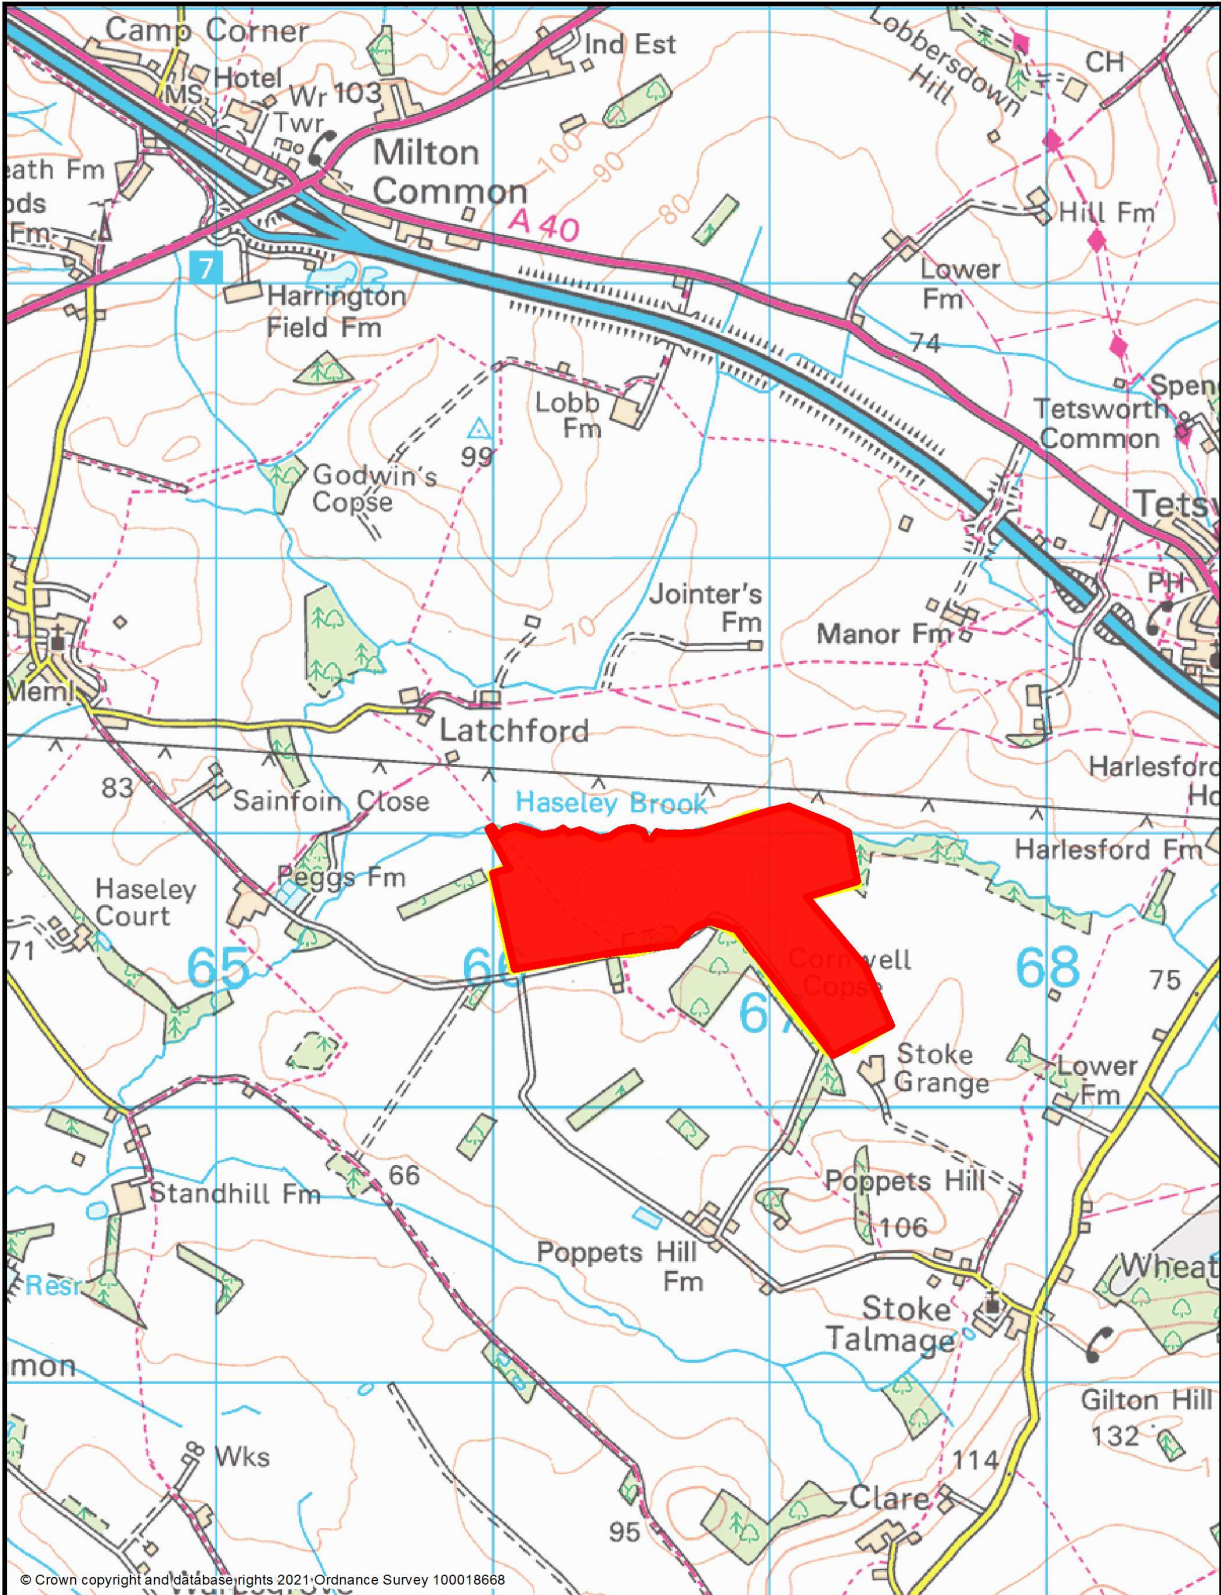 Camp Corner
Ind Est
Lobbersdown
Hill
CH
Hotel
MS
Wr
Twr
103
Milton
Common
100
90
80
eath Fm
ods
Fm
A 40
Hill Fm
7
Lower
Fm
Harrington
Field Fm
74
Lobb
Fm
Spen
Tetsworth
Common
99
Godwin's
Copse
Tets
Jointer's
Fm
70
PH
Manor Fm
Meml
Latchford
Harlesford
Ho
83
Sainfoin Close
Haseley Brook
Harlesford Fm
Peggs Fm
Haseley
Court
71
65
66
Cornwell
Copse
67
68
75
Stoke
Grange
Lower
Fm
66
Standhill Fm
Poppets Hill
106
Poppets Hill
Fm
Wheat
Resr
Stoke
Talmage
mon
Gilton Hill
132
Wks
114
Clare
95
© Crown copyright and database rights 2021 Ordnance Survey 100018668